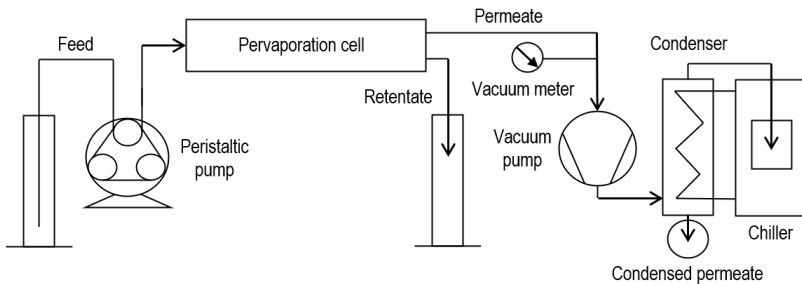 Permeate
Feed
Pervaporation cell
Condenser
Retentate
Vacuum meter
Peristaltic
pump
Vacuum
pump
Chiller
Condensed permeate